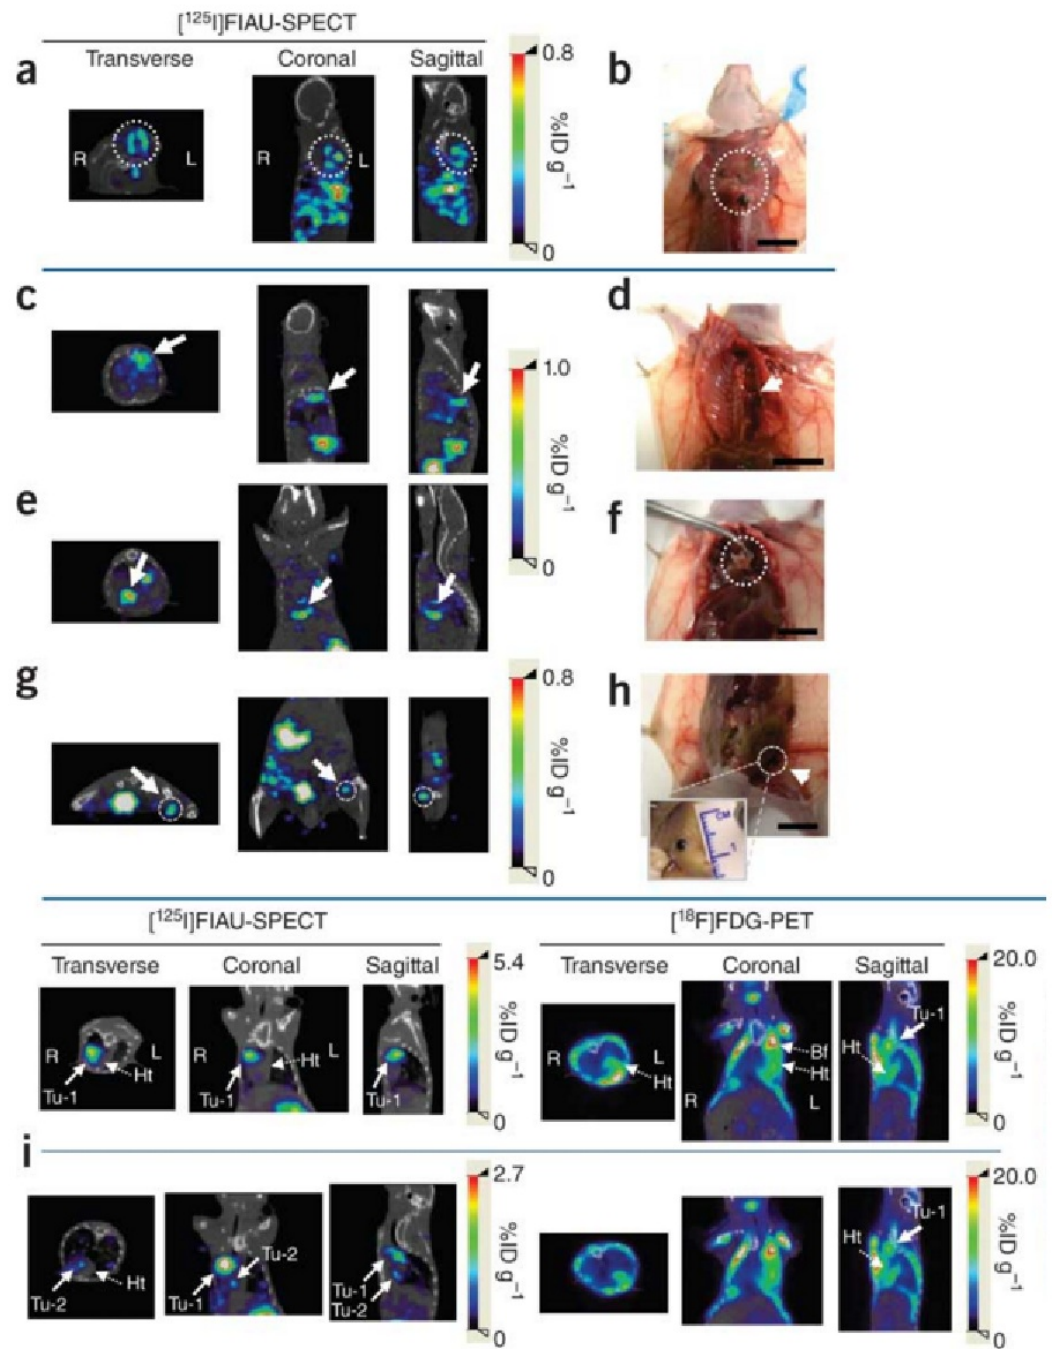 [¹²⁵I]FIAU-SPECT
Transverse Coronal Sagittal
a
R L
R L
0.8
%ID g⁻¹
0
b
c
1.0
%ID g⁻¹
0
d
e
f
g
0.8
%ID g⁻¹
0
h
[¹²⁵I]FIAU-SPECT
[¹⁸F]FDG-PET
Transverse Coronal Sagittal
Transverse Coronal Sagittal
R L
Ht
Tu-1
R L
Ht
Tu-1
Tu-1
5.4
%ID g⁻¹
0
R L
Ht
Bf
Ht
R L
Tu-1
Ht
20.0
%ID g⁻¹
0
i
Ht
Tu-2
Tu-2
Tu-1
Tu-1
Tu-2
2.7
%ID g⁻¹
0
Tu-1
Ht
20.0
%ID g⁻¹
0